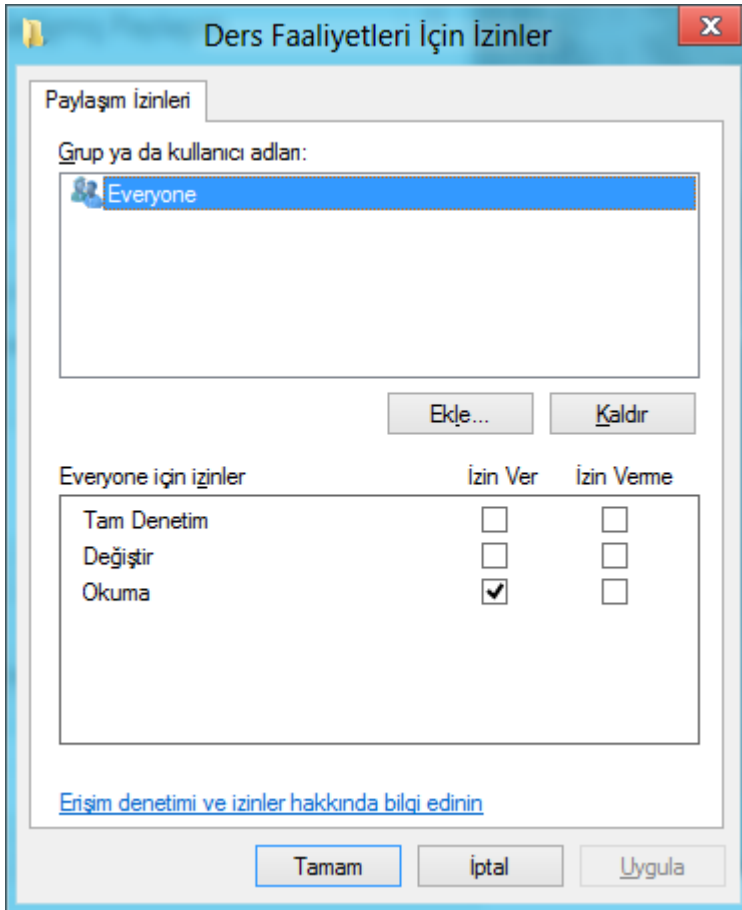 Ders Faaliyetleri İçin İzinler
Paylaşım İzinleri
Grup ya da kullanıcı adları:
Everyone
Ekle...
Kaldır
Everyone için izinler
İzin Ver
İzin Verme
Tam Denetim
Değiştir
Okuma
Erişim denetimi ve izinler hakkında bilgi edinin
Tamam
İptal
Uygula